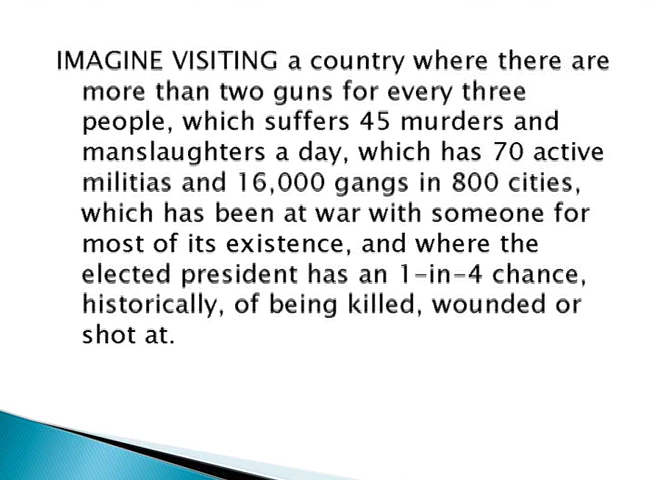 IMAGINE VISITING a country where there are
more than two guns for every three
people, which suffers 45 murders and
manslaughters a day, which has 70 active
militias and 16,000 gangs in 800 cities,
which has been at war with someone for
most of its existence, and where the
elected president has an 1-in-4 chance,
historically, of being killed, wounded or
shot at.